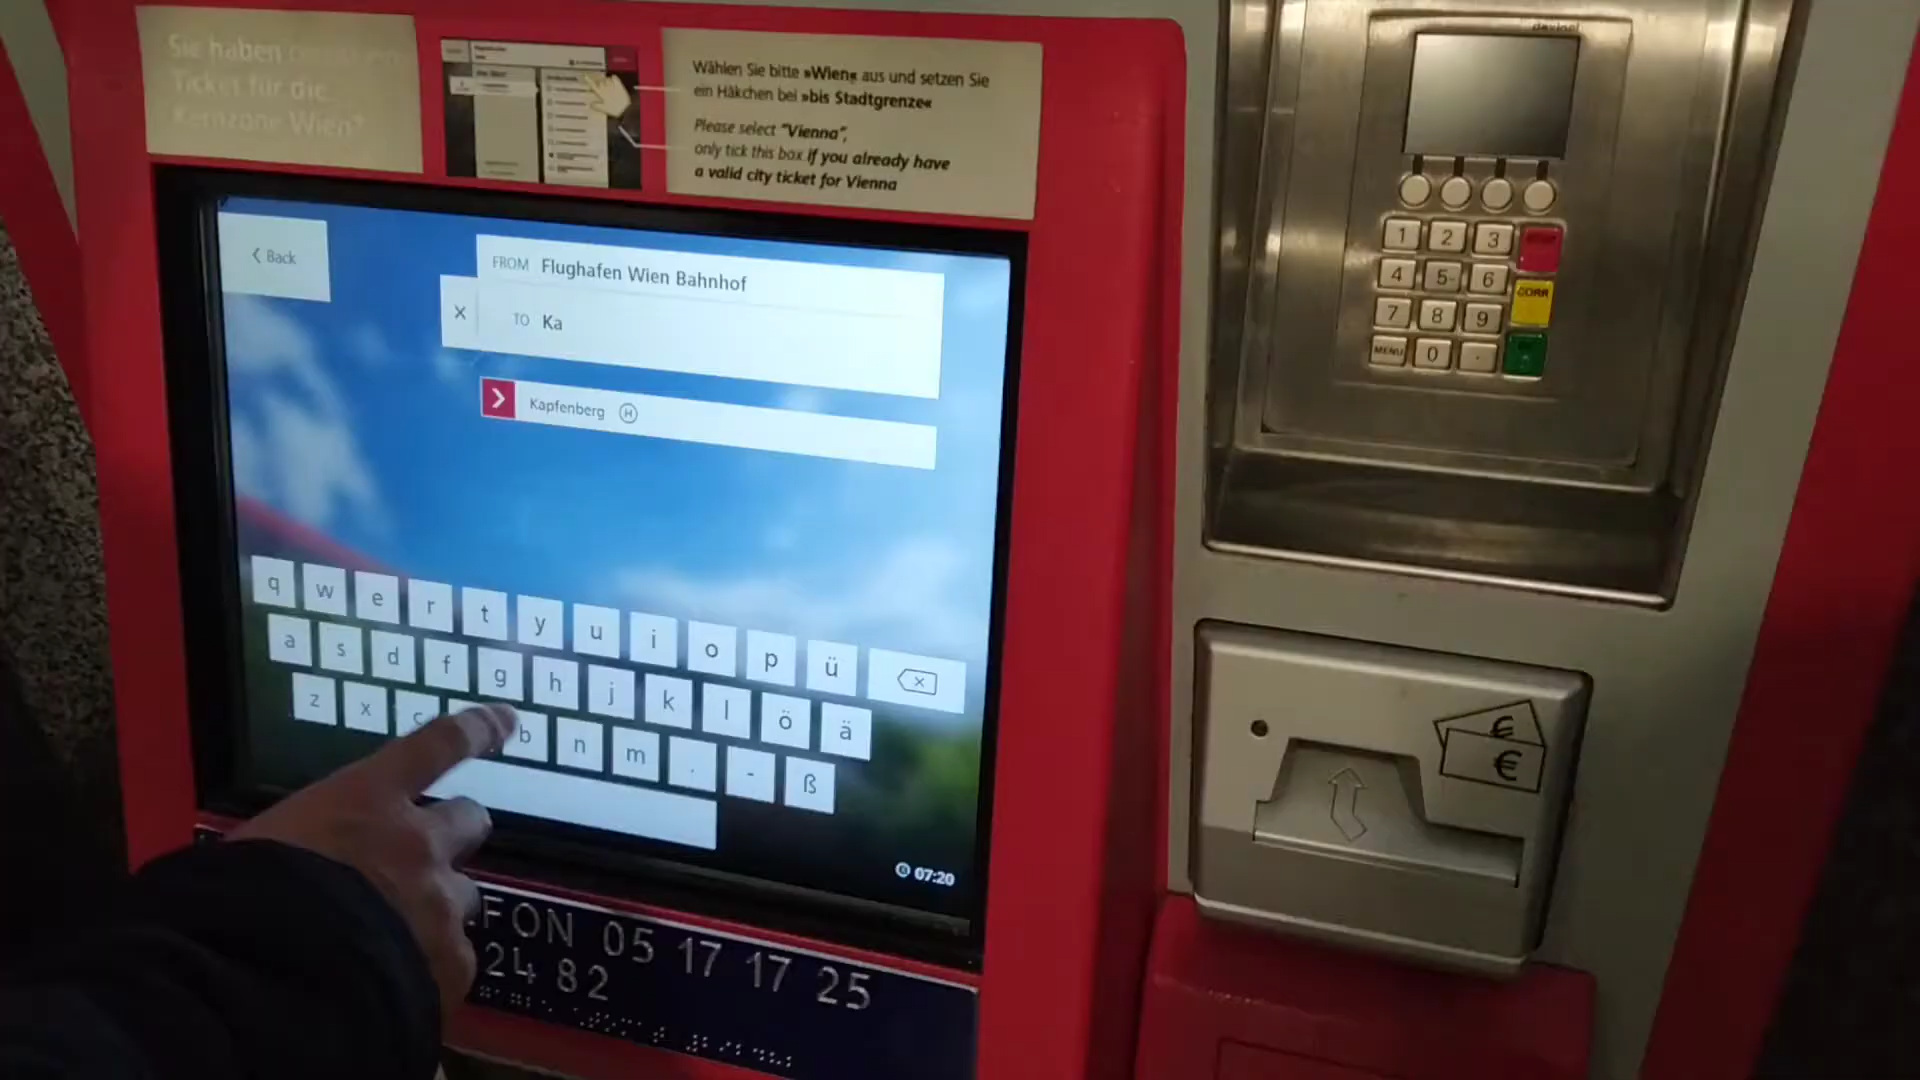 Sie haben
Ticket für die
Kernzone Wien*
Wählen Sie bitte »Wien« aus und setzen Sie
ein Häkchen bei »bis Stadtgrenze«
Please select "Vienna",
only tick this box if you already have
a valid city ticket for Vienna
Back
FROM Flughafen Wien Bahnhof
X
TO Ka
Kapfenberg H
q w e r t y u i o p ü
a s d f g h j k l ö ä
z x c b n m . - ß
07:20
EFON 05 17 17 25
24 82
1 2 3 STOP
4 5 6 CORR
7 8 9
MENU 0 .
€
€